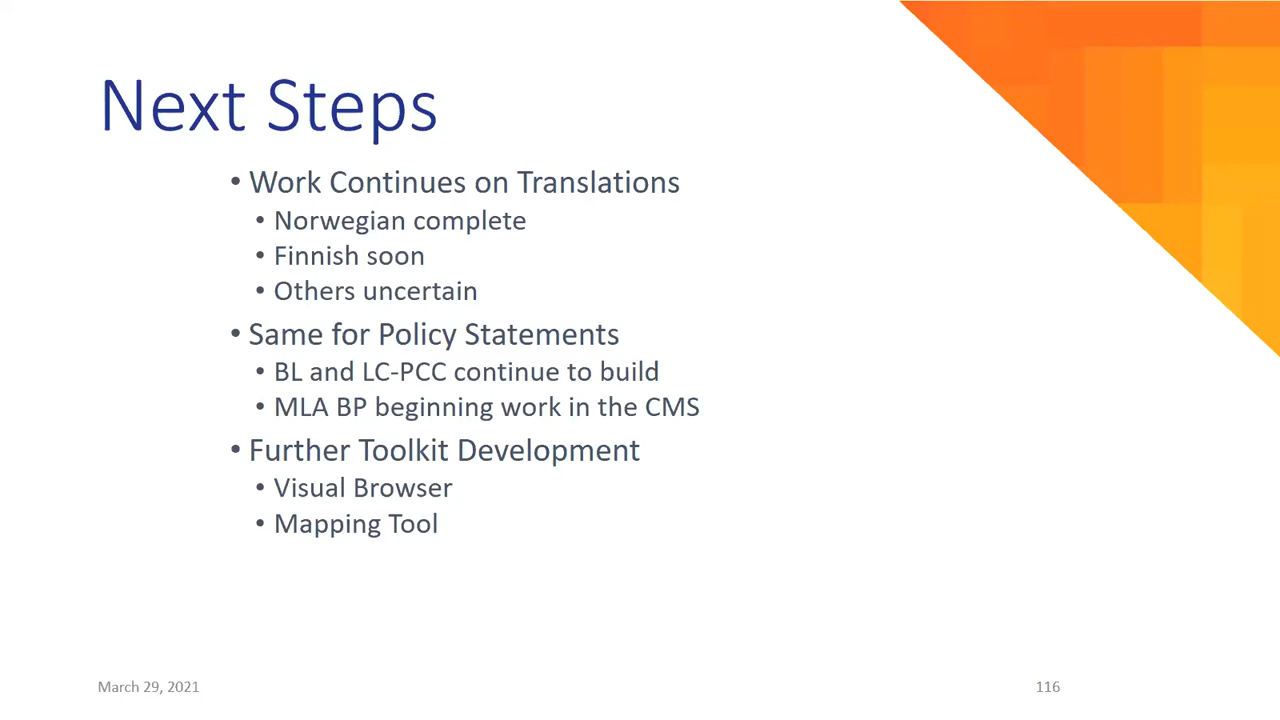 Next Steps
• Work Continues on Translations
• Norwegian complete
• Finnish soon
• Others uncertain
• Same for Policy Statements
• BL and LC-PCC continue to build
• MLA BP beginning work in the CMS
• Further Toolkit Development
• Visual Browser
• Mapping Tool
March 29, 2021
116